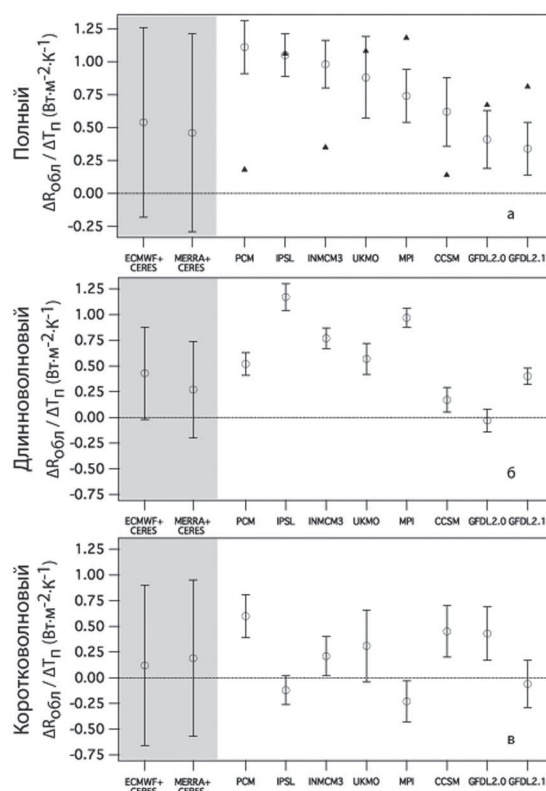 Полный
ΔRобл / ΔTп (Вт·м⁻²·К⁻¹)
1.25
1.00
0.75
0.50
0.25
0.00
-0.25
а
ECMWF+ CERES MERRA+ CERES PCM IPSL INMCM3 UKMO MPI CCSM GFDL2.0 GFDL2.1
Длинноволновый
ΔRобл / ΔTп (Вт·м⁻²·К⁻¹)
1.25
1.00
0.75
0.50
0.25
0.00
-0.25
-0.50
-0.75
б
ECMWF+ CERES MERRA+ CERES PCM IPSL INMCM3 UKMO MPI CCSM GFDL2.0 GFDL2.1
Коротковолновый
ΔRобл / ΔTп (Вт·м⁻²·К⁻¹)
1.25
1.00
0.75
0.50
0.25
0.00
-0.25
-0.50
-0.75
в
ECMWF+ CERES MERRA+ CERES PCM IPSL INMCM3 UKMO MPI CCSM GFDL2.0 GFDL2.1